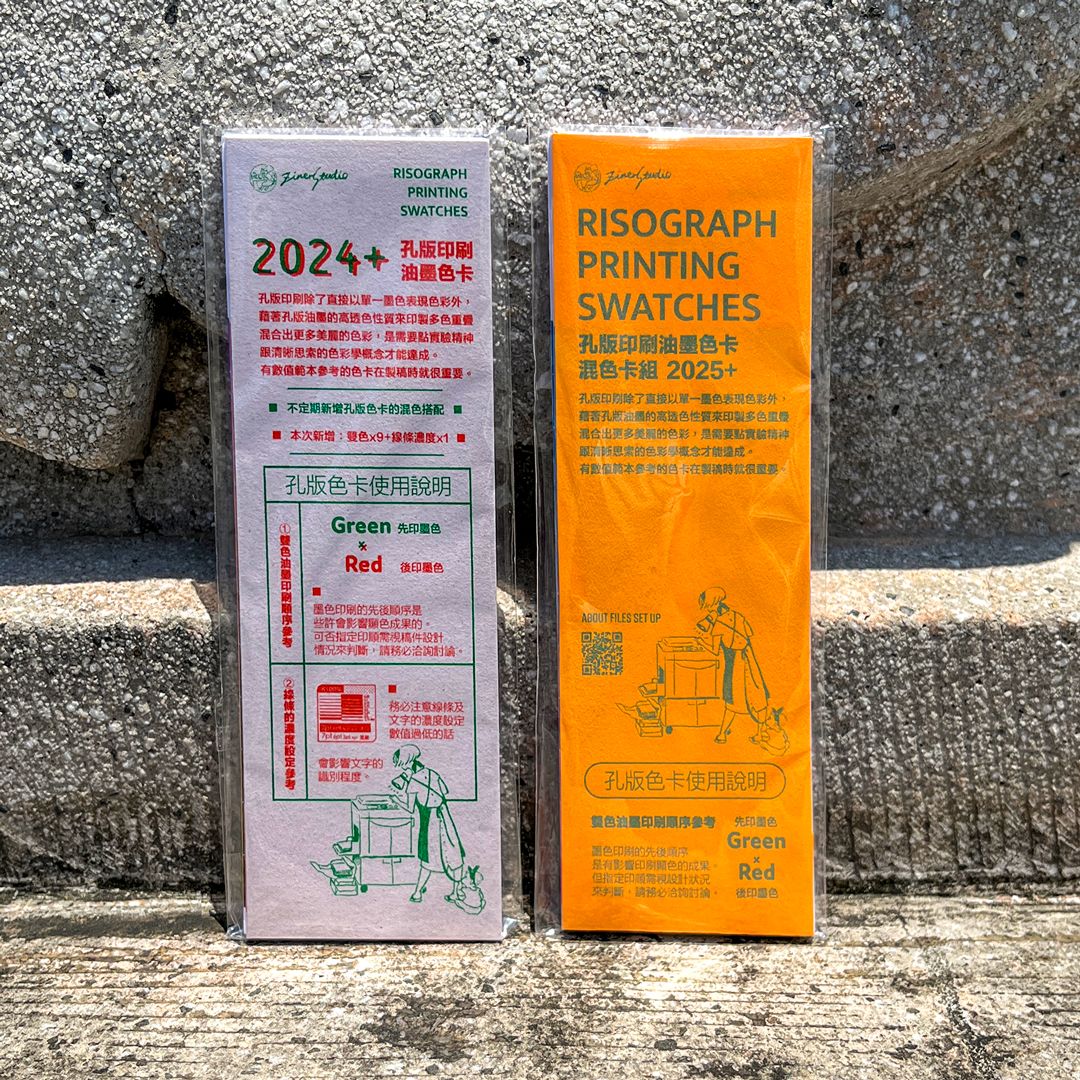 ZinerStudio
RISOGRAPH
PRINTING
SWATCHES
2024+
孔版印刷
油墨色卡
孔版印刷除了直接以單一墨色表現色彩外，
藉著孔版油墨的高透色性質來印製多色重疊
混合出更多美麗的色彩，是需要點實驗精神
跟清晰思索的色彩學概念才能達成。
有數值範本參考的色卡在製稿時就很重要。
不定期新增孔版色卡的混色搭配
本次新增：雙色x9+線條濃度x1
孔版色卡使用說明
①雙色油墨印刷順序參考
Green 先印墨色
x
Red 後印墨色
墨色印刷的先後順序是
些許會影響顯色成果的。
可否指定印順需視稿件設計
情況來判斷，請務必洽詢討論。
②線條的濃度設定參考
7pt 6pt 5pt
務必注意線條及
文字的濃度設定
數值過低的話
會影響文字的
識別程度。
ZinerStudio
RISOGRAPH
PRINTING
SWATCHES
孔版印刷油墨色卡
混色卡組 2025+
孔版印刷除了直接以單一墨色表現色彩外，
藉著孔版油墨的高透色性質來印製多色重疊
混合出更多美麗的色彩，是需要點實驗精神
跟清晰思索的色彩學概念才能達成。
有數值範本參考的色卡在製稿時就很重要。
ABOUT FILES SET UP
孔版色卡使用說明
雙色油墨印刷順序參考
墨色印刷的先後順序
是有影響印刷顯色的成果。
但指定印順需視設計狀況
來判斷，請務必洽詢討論。
先印墨色
Green
x
Red
後印墨色